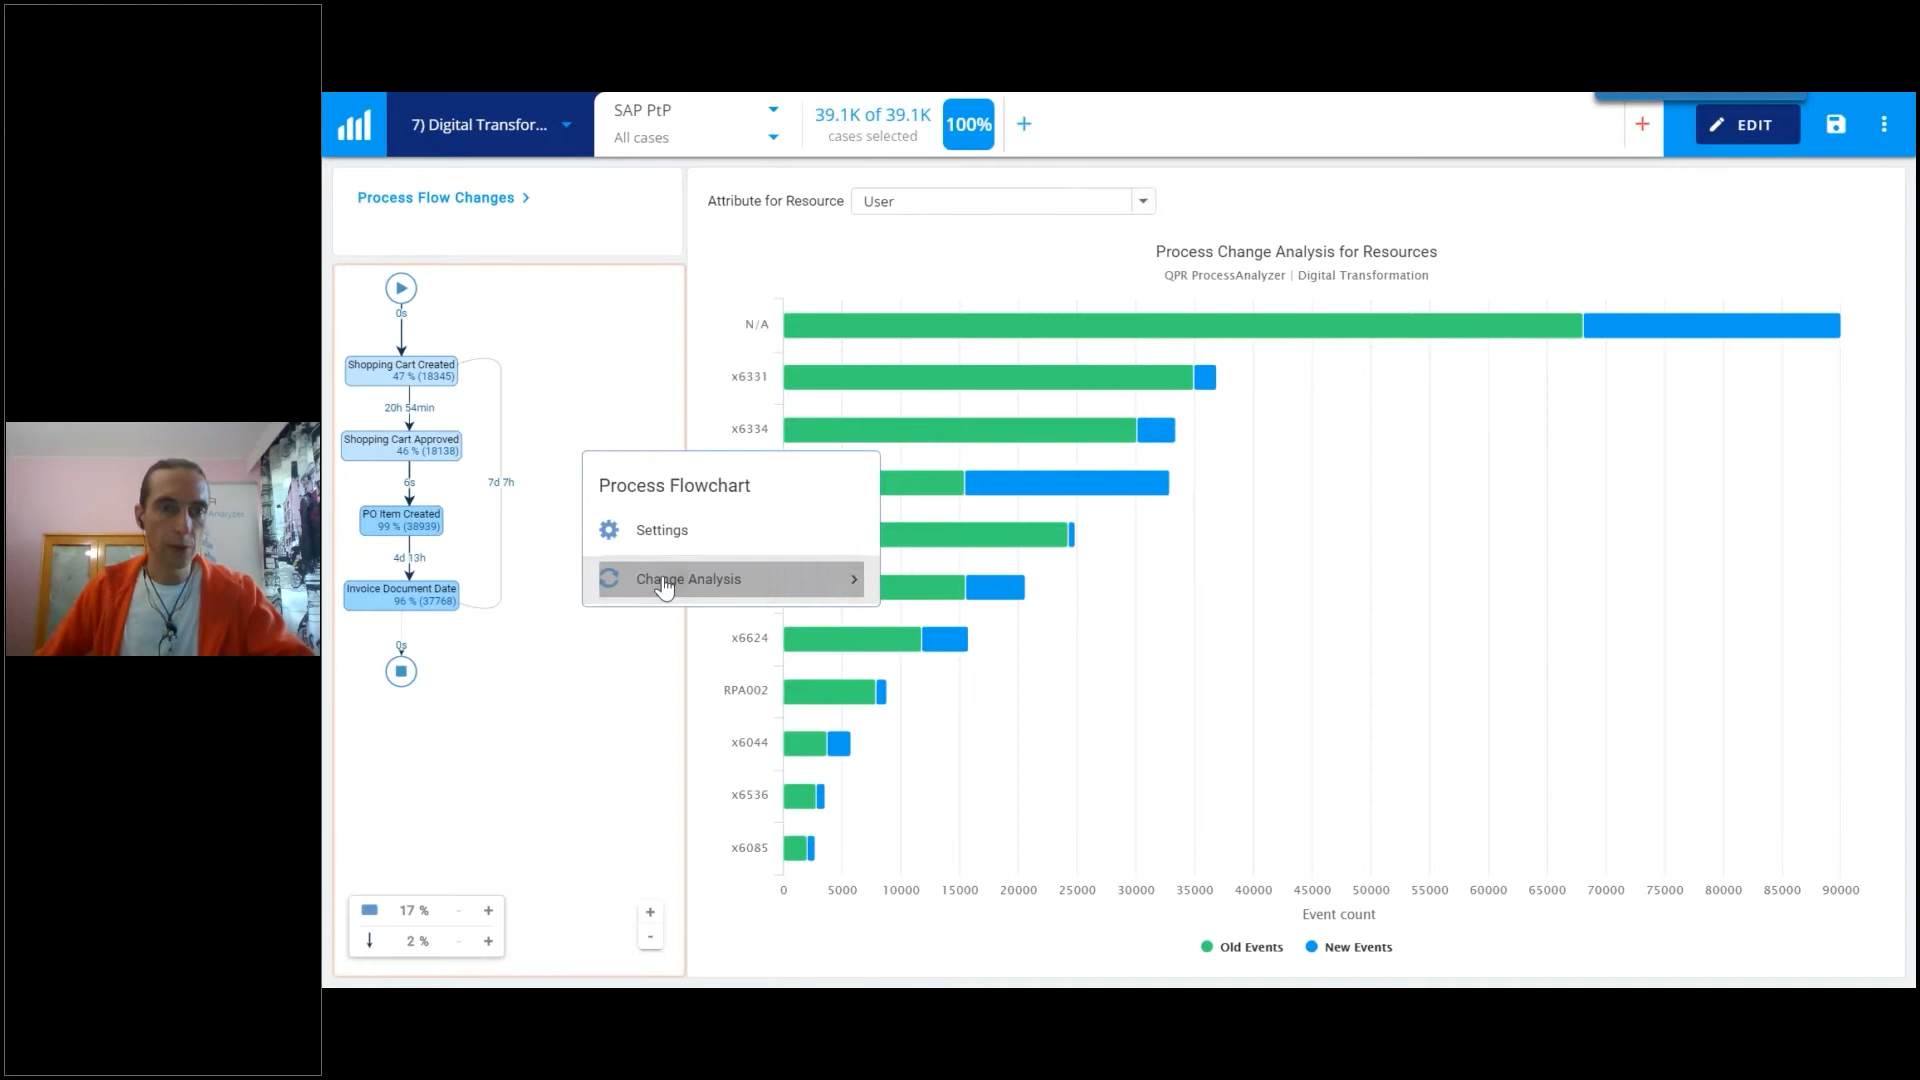 7) Digital Transfor...
SAP PtP
All cases
39.1K of 39.1K
cases selected
100%
EDIT
Process Flow Changes
Attribute for Resource
User
Process Change Analysis for Resources
QPR ProcessAnalyzer | Digital Transformation
0s
Shopping Cart Created
47 % (18345)
20h 54min
Shopping Cart Approved
46 % (18138)
6s
7d 7h
PO Item Created
99 % (38939)
4d 13h
Invoice Document Date
96 % (37768)
0s
17 %
- +
2 %
- +
+
-
Process Flowchart
Settings
Change Analysis
N/A
x6331
x6334
x6624
RPA002
x6044
x6536
x6085
0 5000 10000 15000 20000 25000 30000 35000 40000 45000 50000 55000 60000 65000 70000 75000 80000 85000 90000
Event count
Old Events New Events